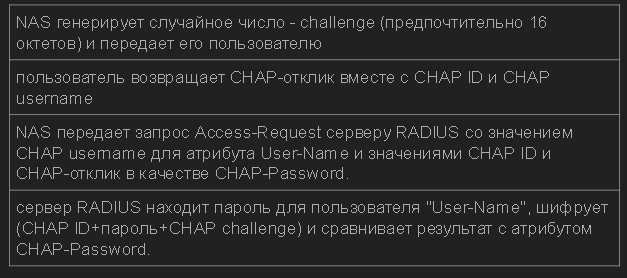 NAS генерирует случайное число - challenge (предпочтительно 16
октетов) и передает его пользователю
пользователь возвращает CHAP-отклик вместе с CHAP ID и CHAP
username
NAS передает запрос Access-Request серверу RADIUS со значением
CHAP username для атрибута User-Name и значениями CHAP ID и
CHAP-отклик в качестве CHAP-Password.
сервер RADIUS находит пароль для пользователя "User-Name", шифрует
(CHAP ID+пароль+CHAP challenge) и сравнивает результат с атрибутом
CHAP-Password.